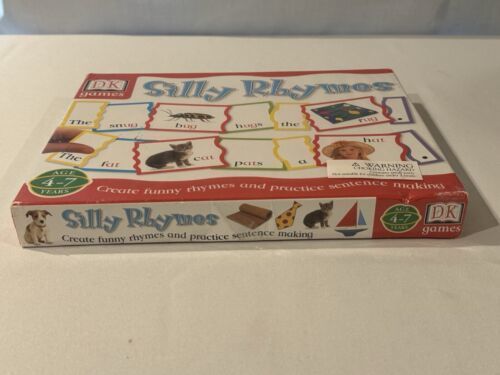 DK
games
Silly Rhymes
The snug bug hugs the rug .
The fat cat pats a hat .
WARNING
CHOKING HAZARD
Create funny rhymes and practice sentence making
AGE
4-7
YEARS
Silly Rhymes
Create funny rhymes and practice sentence making
AGE
4-7
YEARS
DK
games